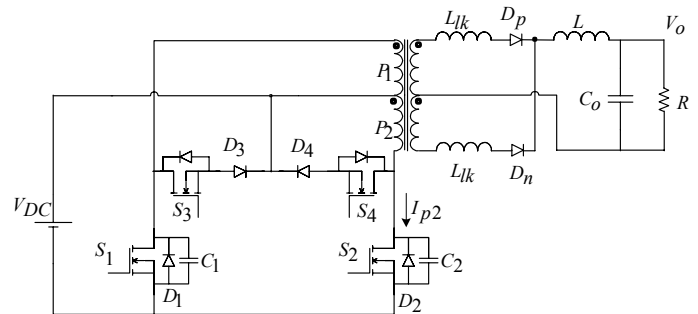 L_lk D_p L V_o
P_1
C_o R
P_2
D_3 D_4
L_lk D_n
V_DC S_3 S_4 I_p2
S_1 C_1 S_2 C_2
D_1 D_2